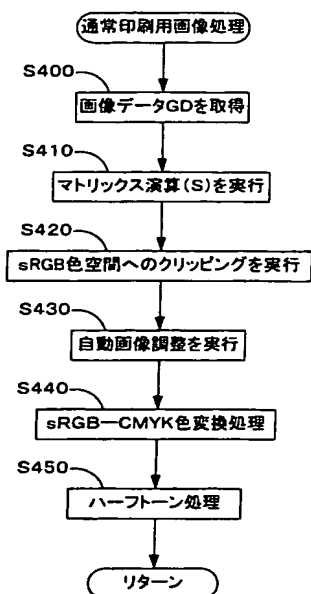 通常印刷用画像処理
S400
画像データGDを取得
S410
マトリックス演算(S)を実行
S420
sRGB色空間へのクリッピングを実行
S430
自動画像調整を実行
S440
sRGB—CMYK色変換処理
S450
ハーフトーン処理
リターン